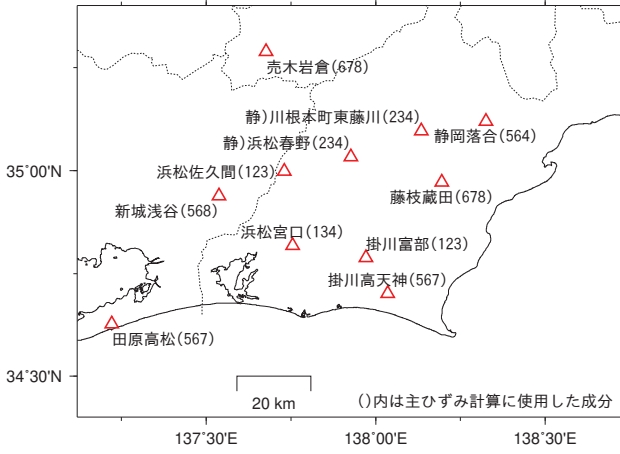 売木岩倉(678)
静)川根本町東藤川(234)
静岡落合(564)
静)浜松春野(234)
35°00'N
浜松佐久間(123)
藤枝蔵田(678)
新城浅谷(568)
浜松宮口(134)
掛川富部(123)
掛川高天神(567)
田原高松(567)
34°30'N
20 km
()内は主ひずみ計算に使用した成分
137°30'E
138°00'E
138°30'E